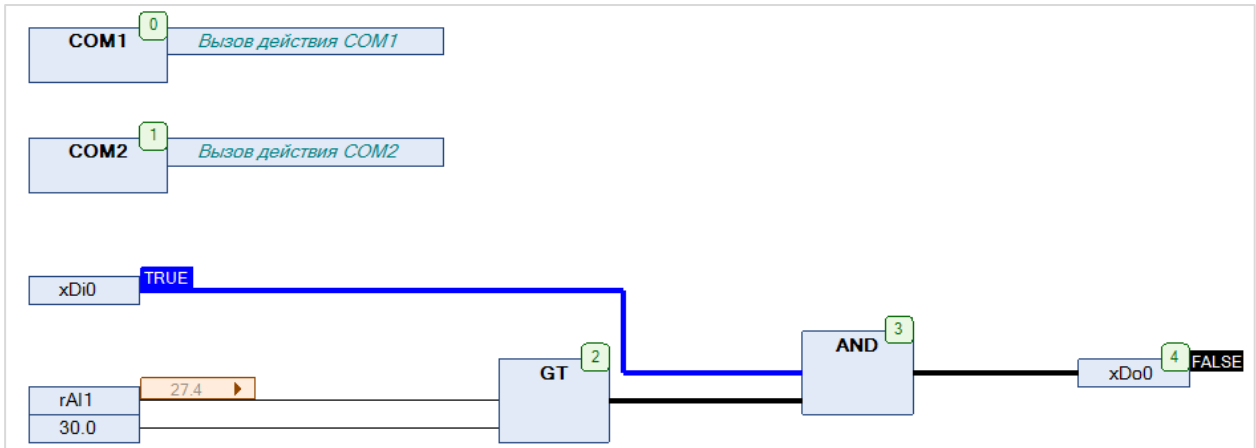 0
COM1
Вызов действия COM1
1
COM2
Вызов действия COM2
xDi0
TRUE
3
AND
2
GT
4
xDo0
FALSE
rAI1
27.4
30.0